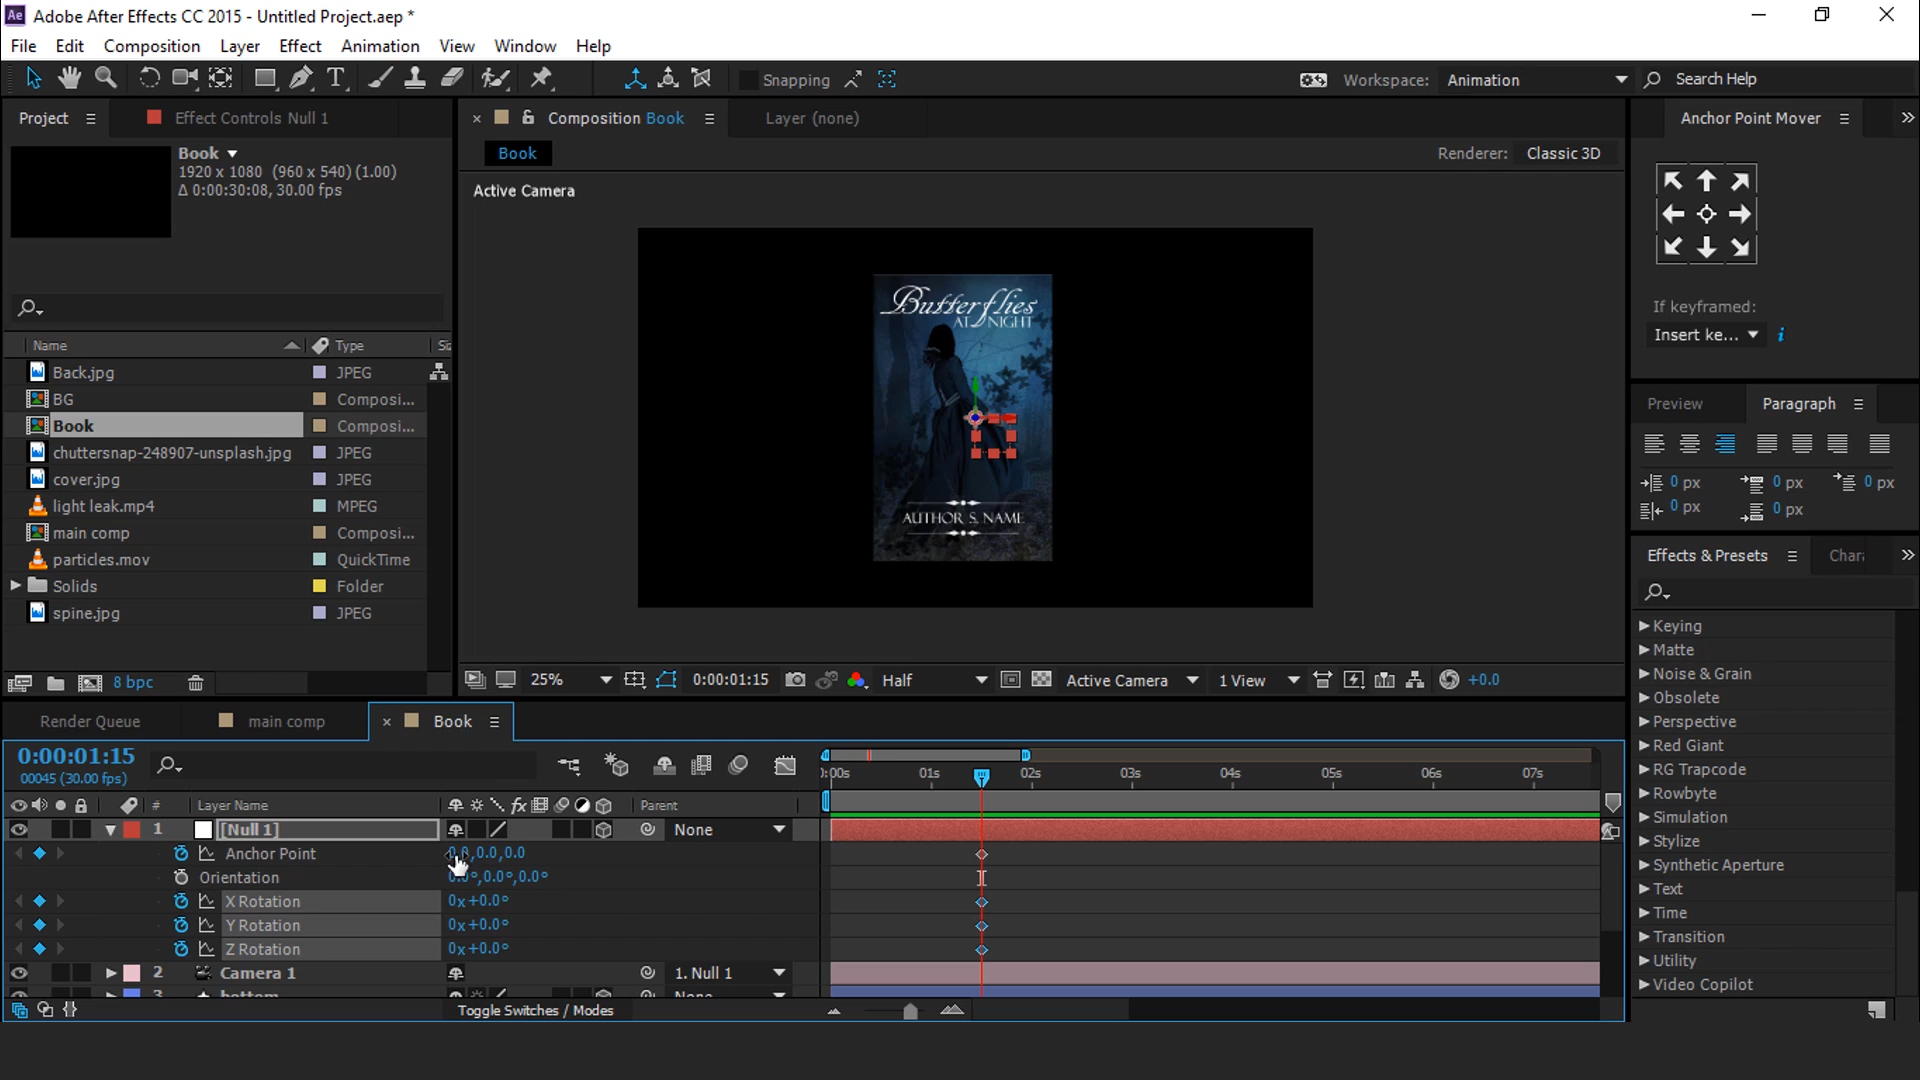 Ae Adobe After Effects CC 2015 - Untitled Project.aep *
File Edit Composition Layer Effect Animation View Window Help
T Snapping Workspace: Animation Search Help
Project Effect Controls Null 1 Composition Book Layer (none) Anchor Point Mover
Book
1920 x 1080 (960 x 540) (1.00)
Δ 0:00:30:08, 30.00 fps
Book Renderer: Classic 3D
Active Camera
Butterflies
AT NIGHT
AUTHOR S. NAME
If keyframed:
Insert ke...
Name Type
Back.jpg JPEG
BG Composi...
Book Composi...
chuttersnap-248907-unsplash.jpg JPEG
cover.jpg JPEG
light leak.mp4 MPEG
main comp Composi...
particles.mov QuickTime
Solids Folder
spine.jpg JPEG
8 bpc
25% 0:00:01:15 Half Active Camera 1 View +0.0
Preview Paragraph
0 px 0 px 0 px
0 px 0 px
Effects & Presets
Keying
Matte
Noise & Grain
Obsolete
Perspective
Red Giant
RG Trapcode
Rowbyte
Simulation
Stylize
Synthetic Aperture
Text
Time
Transition
Utility
Video Copilot
Render Queue main comp Book
0:00:01:15
00045 (30.00 fps)
01s 02s 03s 04s 05s 06s 07s
# Layer Name fx Parent
1 [Null 1] None
Anchor Point ,0.0,0.0
Orientation 0.0°,0.0°,0.0°
X Rotation 0x+0.0°
Y Rotation 0x+0.0°
Z Rotation 0x+0.0°
2 Camera 1 1. Null 1
Toggle Switches / Modes